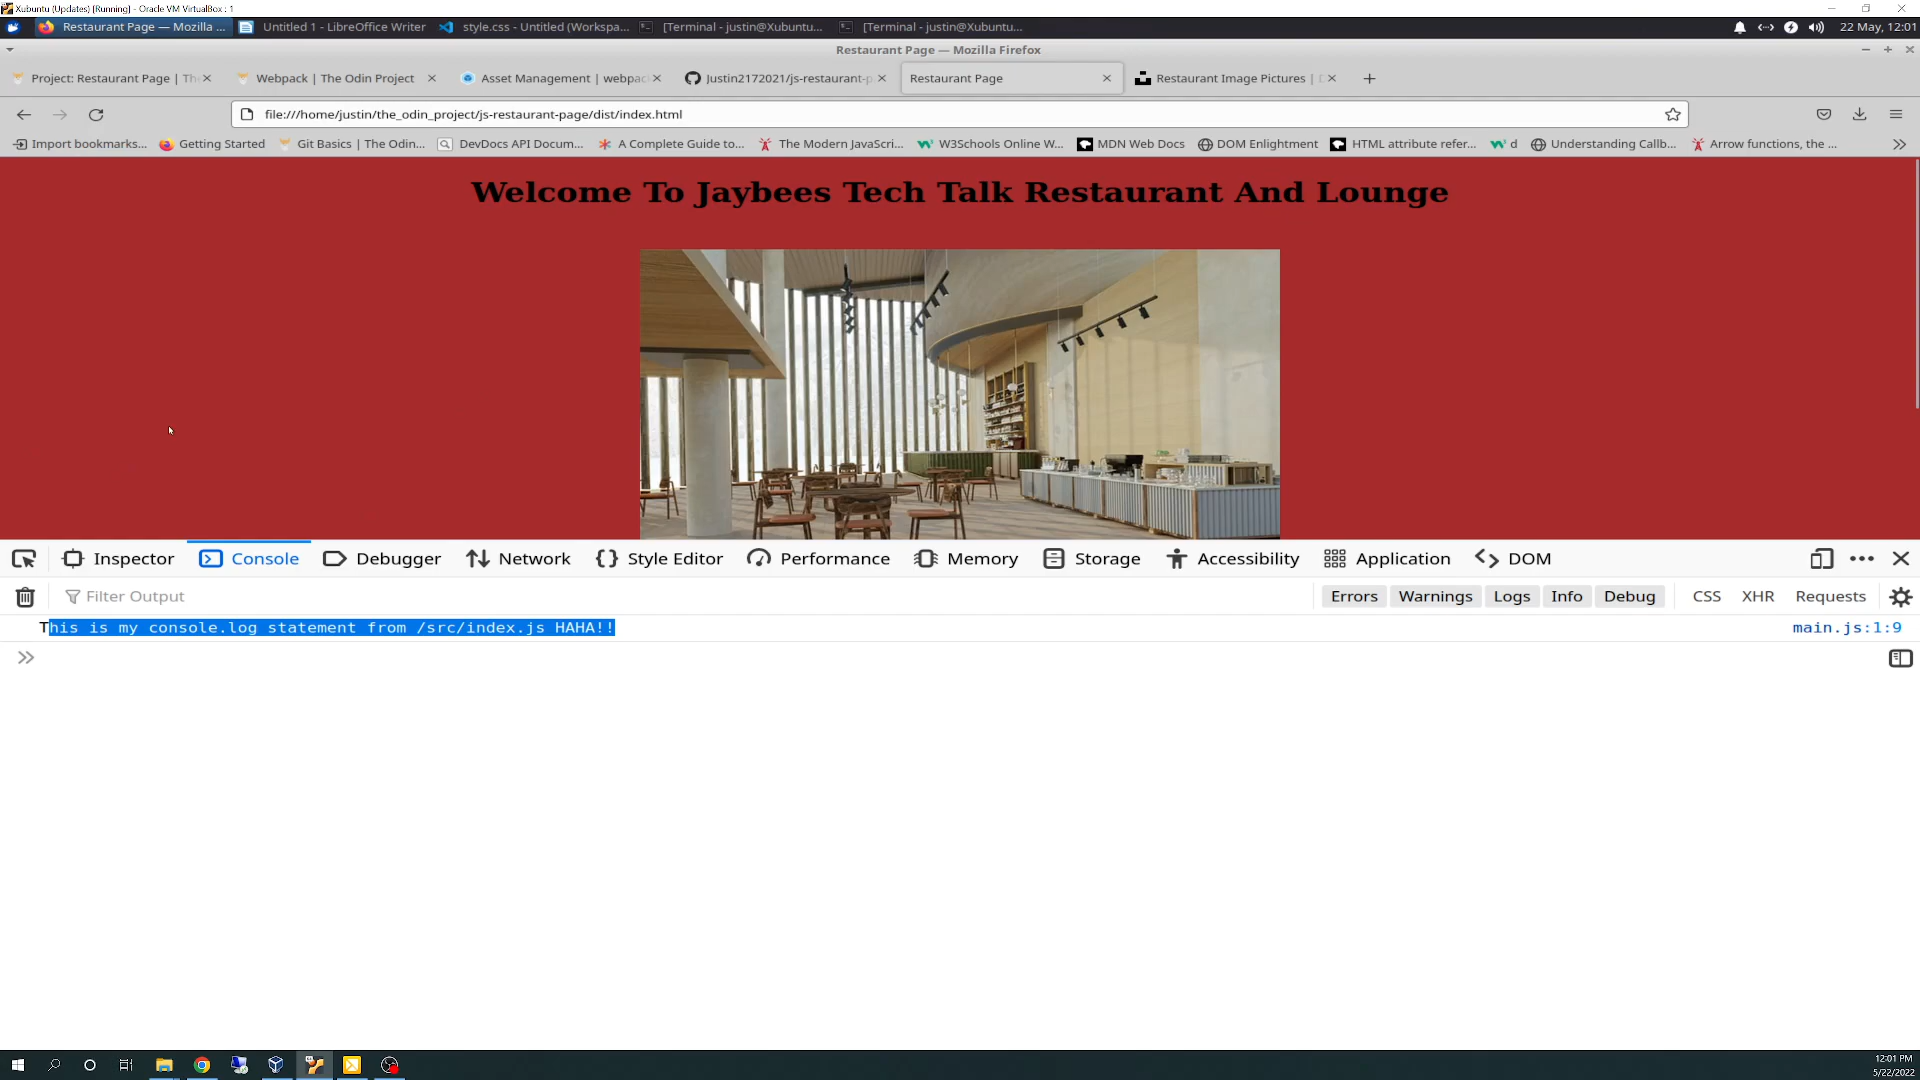 Xubuntu (Updates) [Running] - Oracle VM VirtualBox : 1
Restaurant Page — Mozilla ...
Untitled 1 - LibreOffice Writer
style.css - Untitled (Workspa...
[Terminal - justin@Xubuntu...
[Terminal - justin@Xubuntu...
22 May, 12:01
Restaurant Page — Mozilla Firefox
Project: Restaurant Page | Th
Webpack | The Odin Project
Asset Management | webpac
Justin2172021/js-restaurant-p
Restaurant Page
Restaurant Image Pictures | D
file:///home/justin/the_odin_project/js-restaurant-page/dist/index.html
Import bookmarks...
Getting Started
Git Basics | The Odin...
DevDocs API Docum...
A Complete Guide to...
The Modern JavaScri...
W3Schools Online W...
MDN Web Docs
DOM Enlightment
HTML attribute refer...
d
Understanding Callb...
Arrow functions, the ...
Welcome To Jaybees Tech Talk Restaurant And Lounge
Inspector
Console
Debugger
Network
Style Editor
Performance
Memory
Storage
Accessibility
Application
DOM
Filter Output
Errors
Warnings
Logs
Info
Debug
CSS
XHR
Requests
This is my console.log statement from /src/index.js HAHA!!
main.js:1:9
12:01 PM
5/22/2022